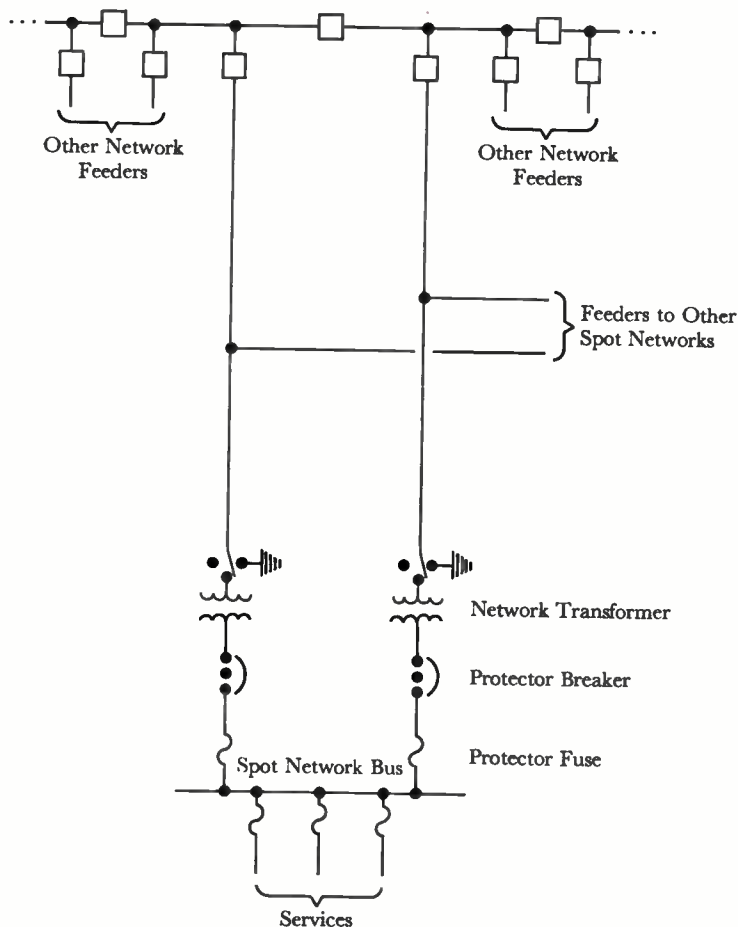 Other Network
Feeders
Other Network
Feeders
Feeders to Other
Spot Networks
Network Transformer
Protector Breaker
Protector Fuse
Spot Network Bus
Services